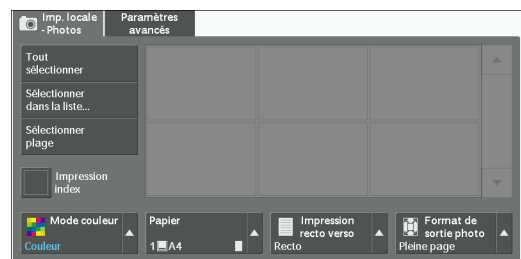 Imp. locale
- Photos
Paramètres
avancés
Tout
sélectionner
Sélectionner
dans la liste...
Sélectionner
plage
Impression
index
Mode couleur
Couleur
Papier
1 A4
Impression
recto verso
Recto
Format de
sortie photo
Pleine page